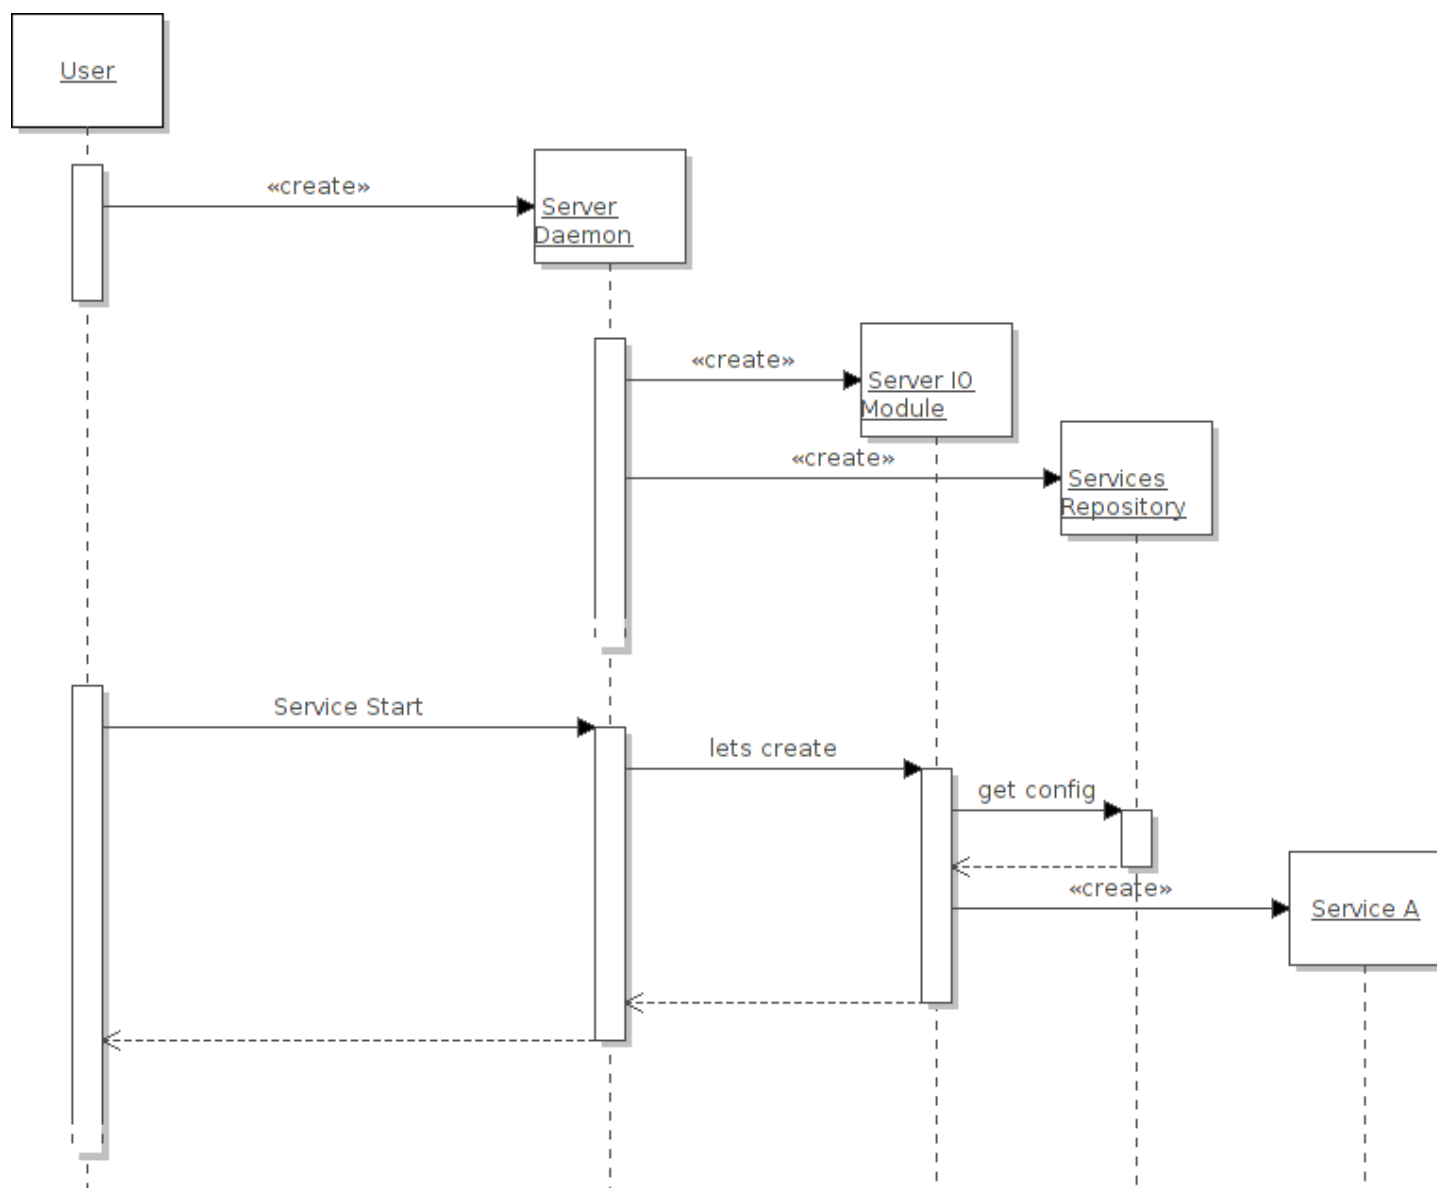 User
«create»
Server
Daemon
«create»
Server IO
Module
«create»
Services
Repository
Service Start
lets create
get config
«create»
Service A